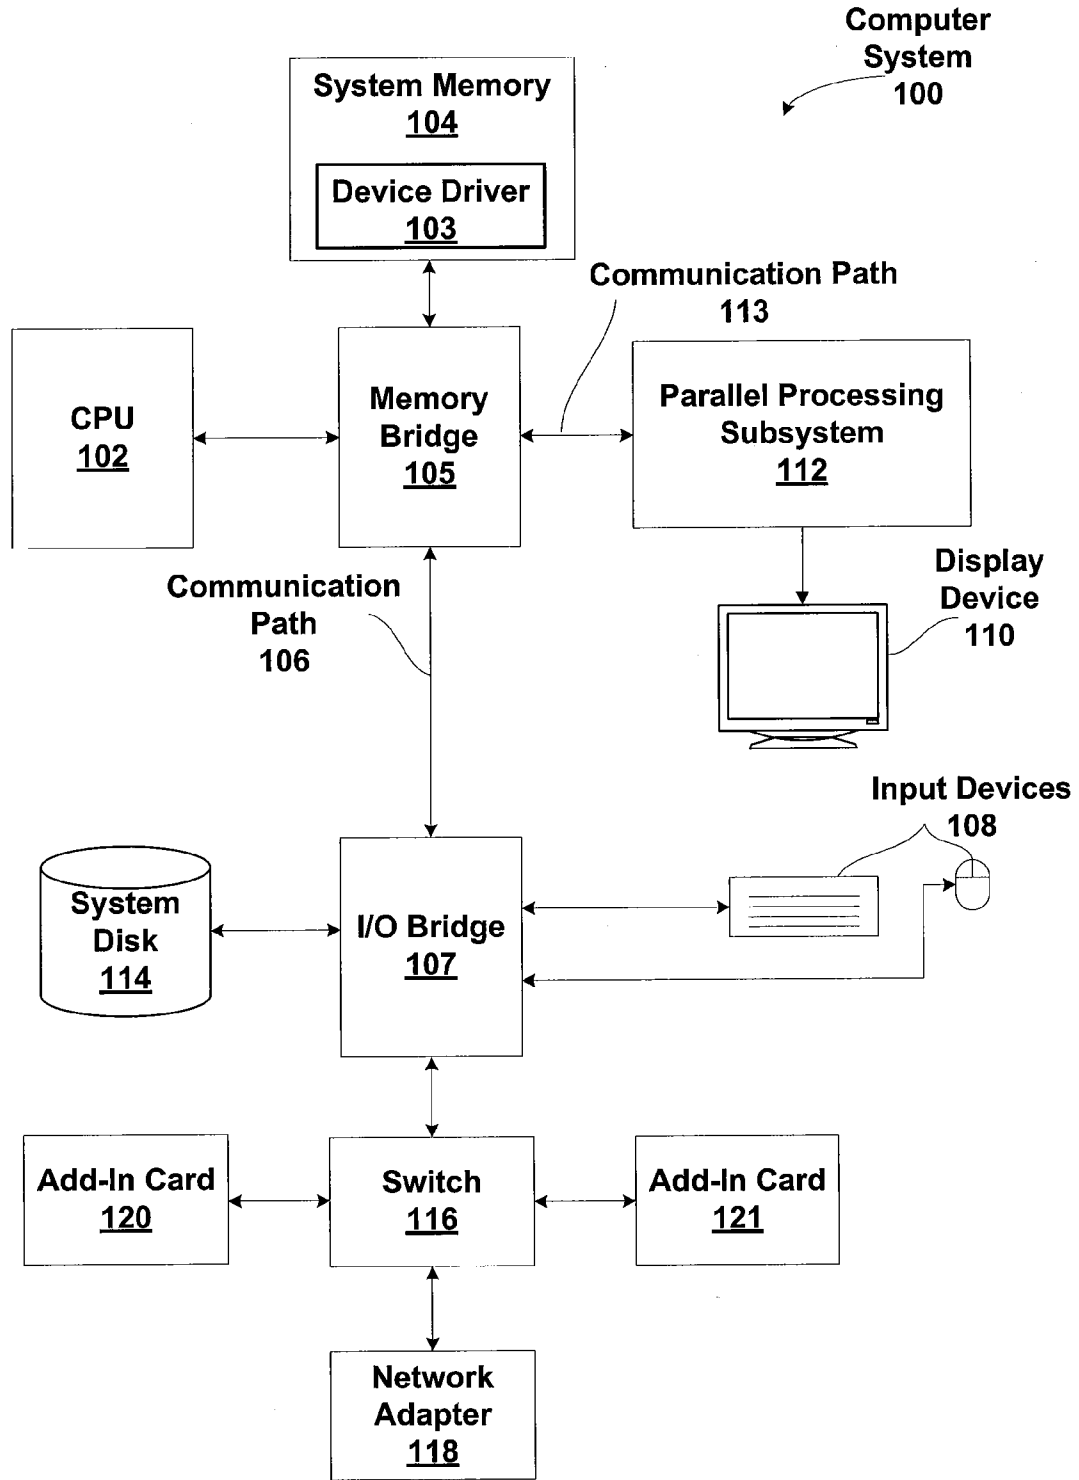 Computer
System
100
System Memory
104
Device Driver
103
Communication Path
113
CPU
102
Memory
Bridge
105
Parallel Processing
Subsystem
112
Communication
Path
106
Display
Device
110
Input Devices
108
System
Disk
114
I/O Bridge
107
Add-In Card
120
Switch
116
Add-In Card
121
Network
Adapter
118